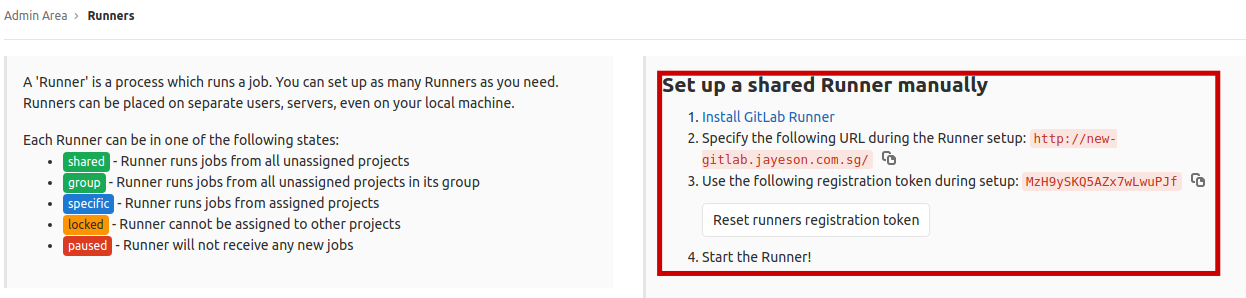 Admin Area › Runners
A 'Runner' is a process which runs a job. You can set up as many Runners as you need.
Runners can be placed on separate users, servers, even on your local machine.
Each Runner can be in one of the following states:
• shared - Runner runs jobs from all unassigned projects
• group - Runner runs jobs from all unassigned projects in its group
• specific - Runner runs jobs from assigned projects
• locked - Runner cannot be assigned to other projects
• paused - Runner will not receive any new jobs
Set up a shared Runner manually
1. Install GitLab Runner
2. Specify the following URL during the Runner setup: http://new-
gitlab.jayeson.com.sg/
3. Use the following registration token during setup: MzH9ySKQ5AZx7wLwuPJf
Reset runners registration token
4. Start the Runner!